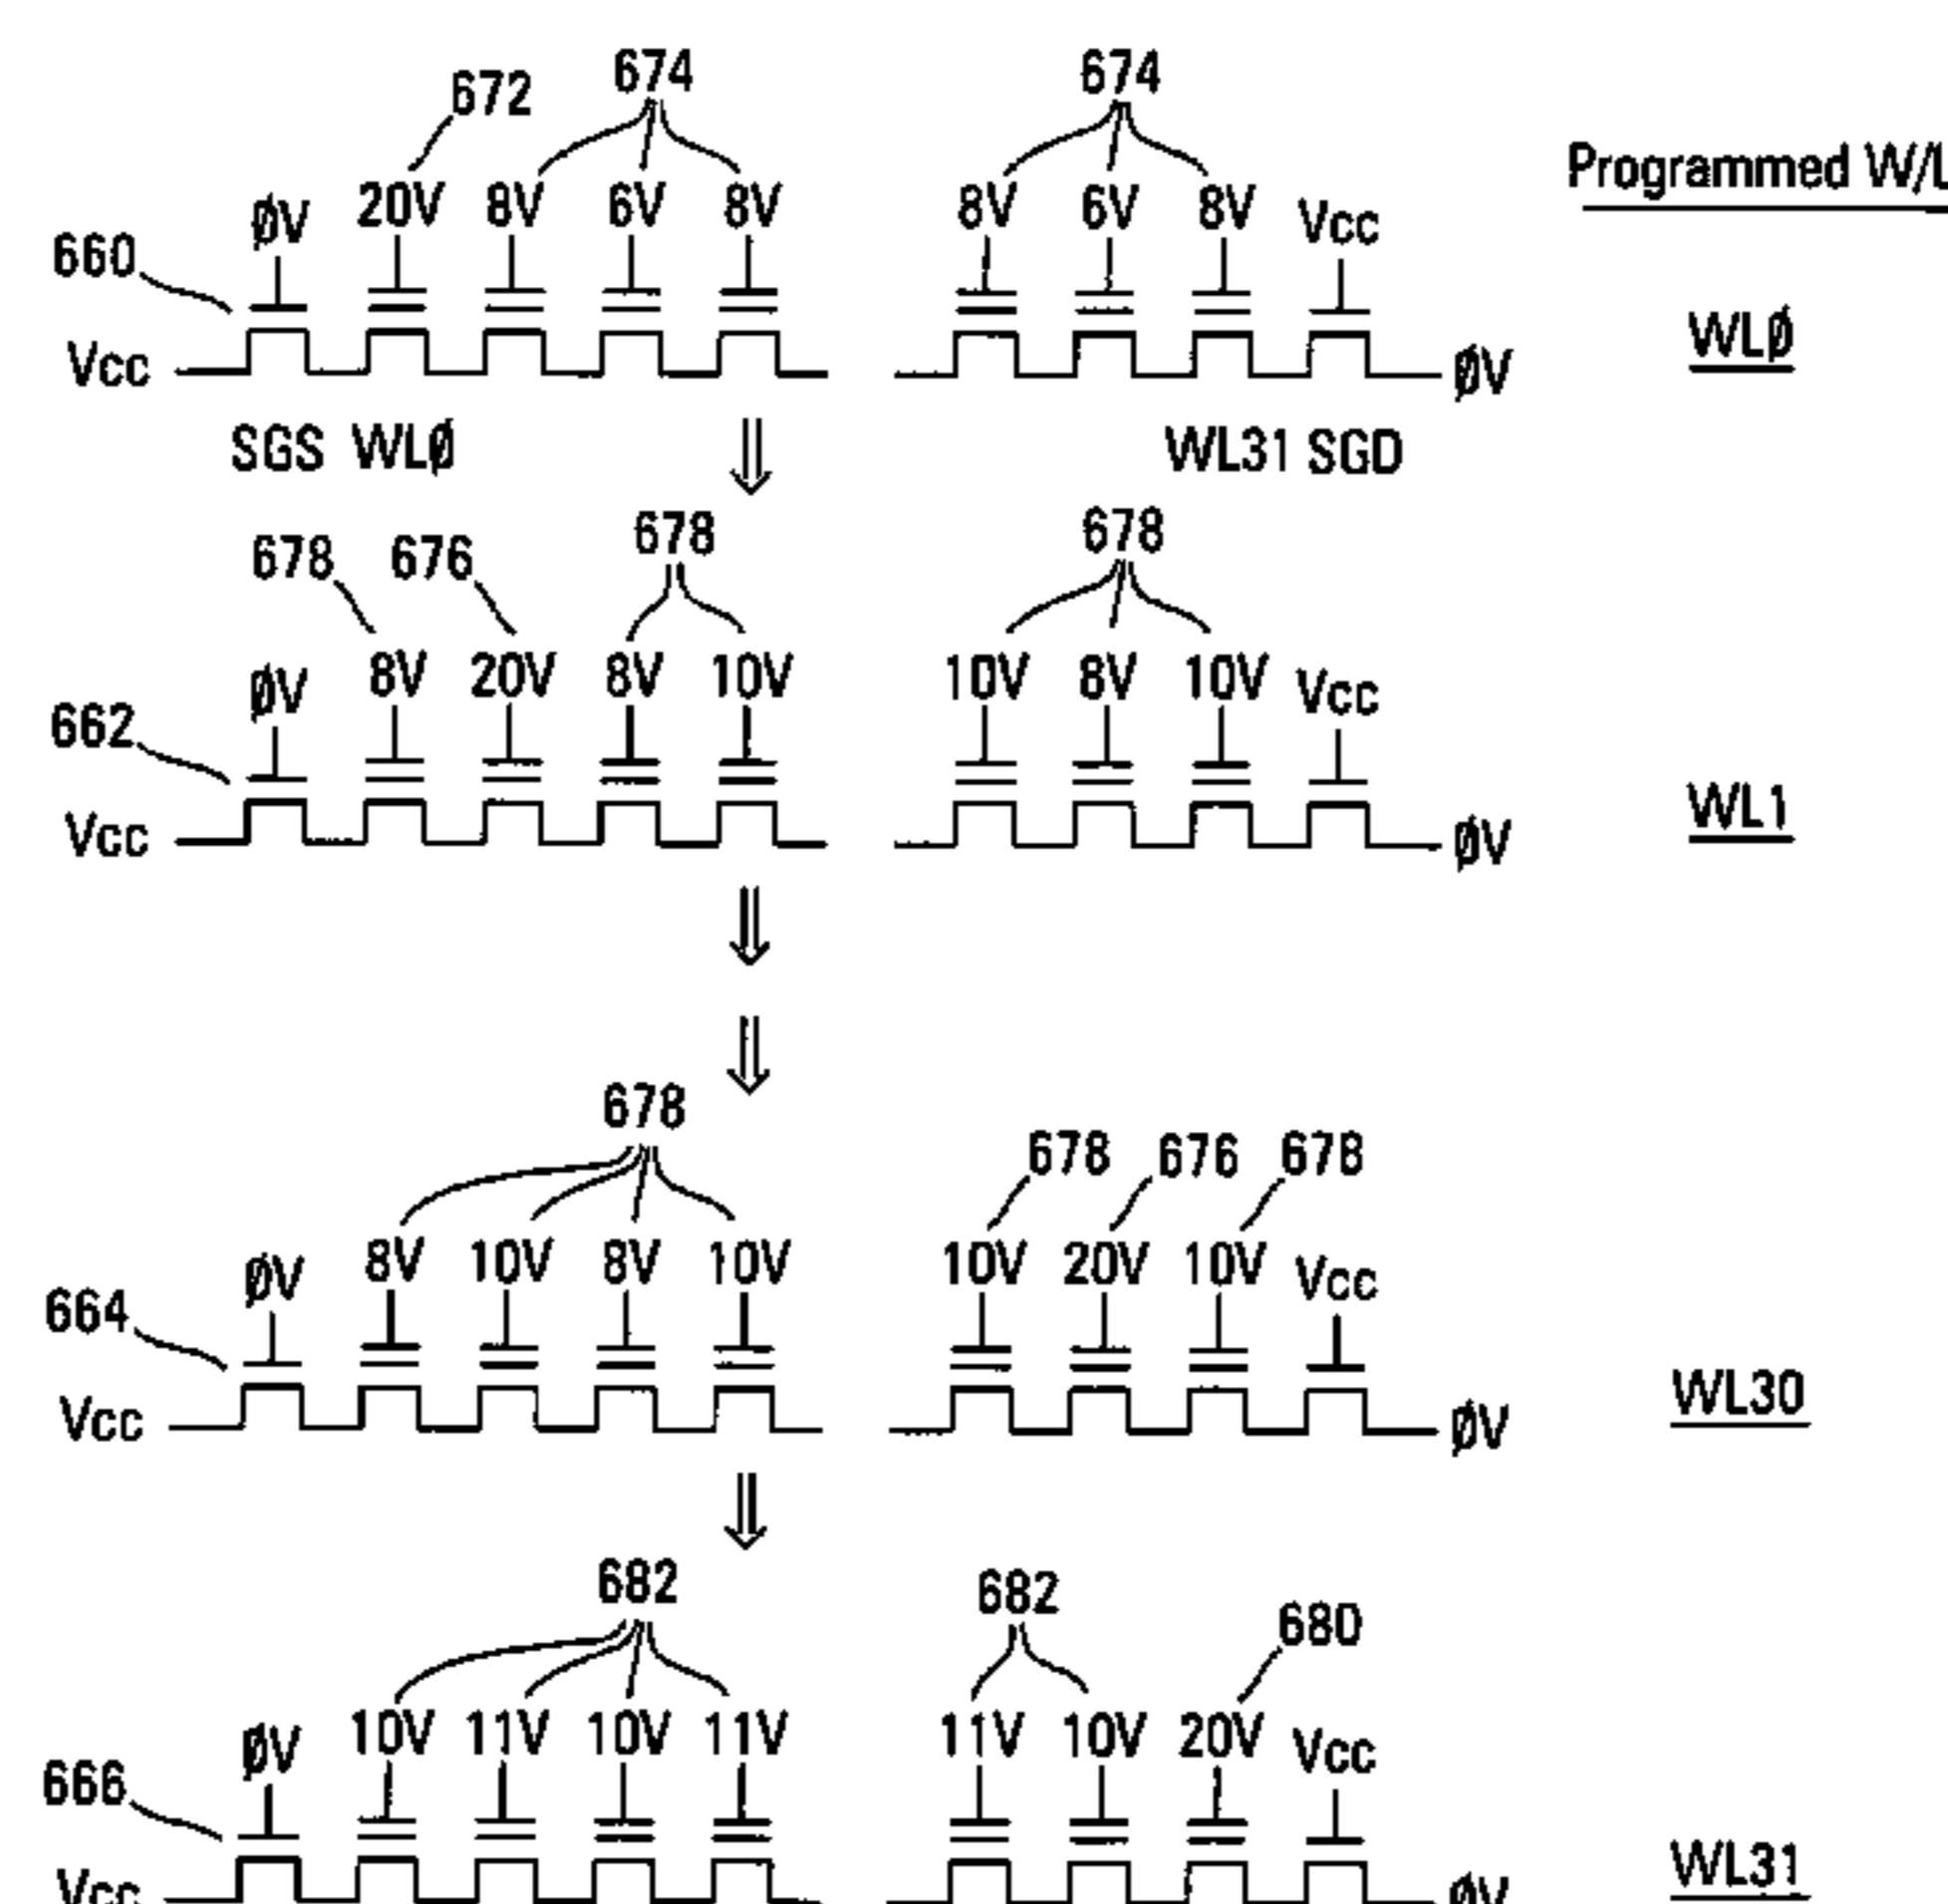 672 674 674
Programmed W/L
ØV 20V 8V 6V 8V 8V 6V 8V Vcc
660
WLØ
Vcc ØV
SGS WLØ WL31 SGD
678 676 678 678
ØV 8V 20V 8V 10V 10V 8V 10V Vcc
662
WL1
Vcc ØV
678
678 676 678
ØV 8V 10V 8V 10V 10V 20V 10V Vcc
664
WL30
Vcc ØV
682 682 680
ØV 10V 11V 10V 11V 11V 10V 20V Vcc
666
WL31
Vcc ØV